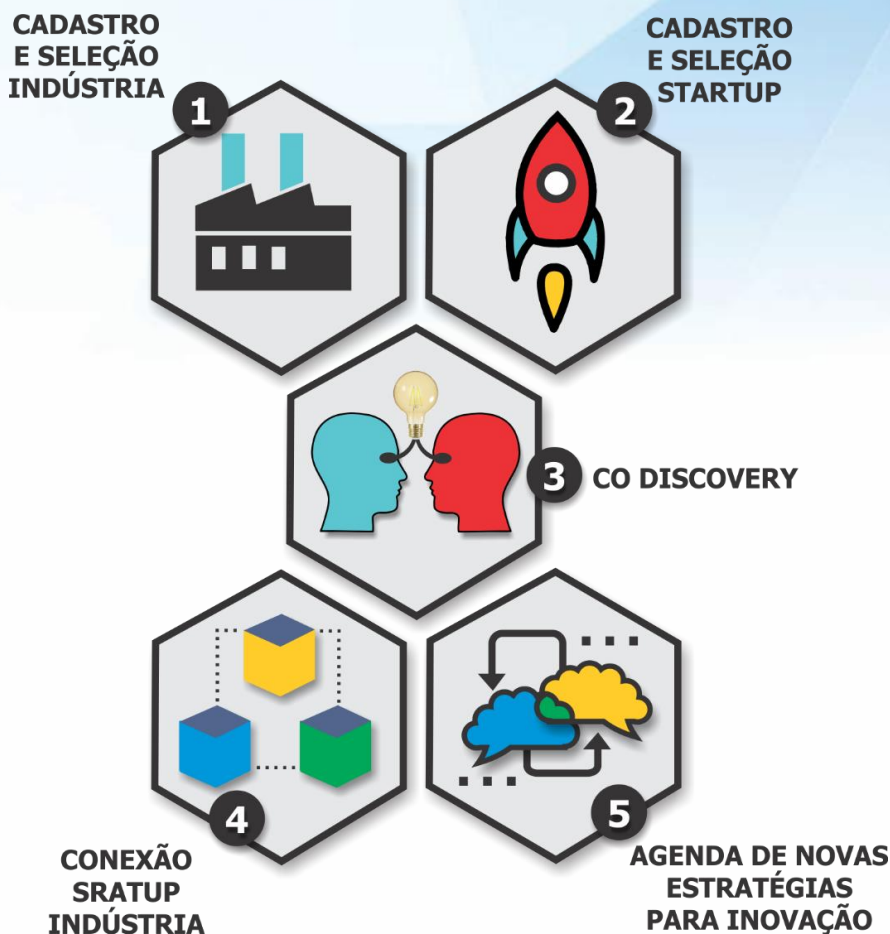 CADASTRO
E SELEÇÃO
INDÚSTRIA
1
CADASTRO
E SELEÇÃO
STARTUP
2
3
CO DISCOVERY
4
CONEXÃO
SRATUP
INDÚSTRIA
5
AGENDA DE NOVAS
ESTRATÉGIAS
PARA INOVAÇÃO